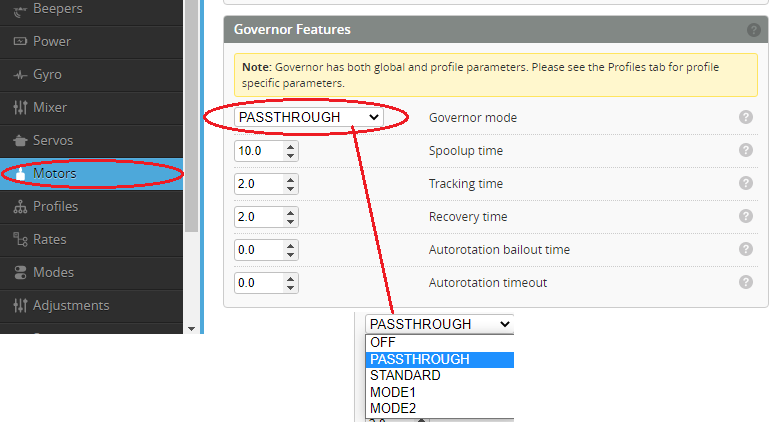 Beepers
Power
Gyro
Mixer
Servos
Motors
Profiles
Rates
Modes
Adjustments
Governor Features
Note: Governor has both global and profile parameters. Please see the Profiles tab for profile
specific parameters.
PASSTHROUGH Governor mode
10.0 Spoolup time
2.0 Tracking time
2.0 Recovery time
0.0 Autorotation bailout time
0.0 Autorotation timeout
PASSTHROUGH
OFF
PASSTHROUGH
STANDARD
MODE1
MODE2